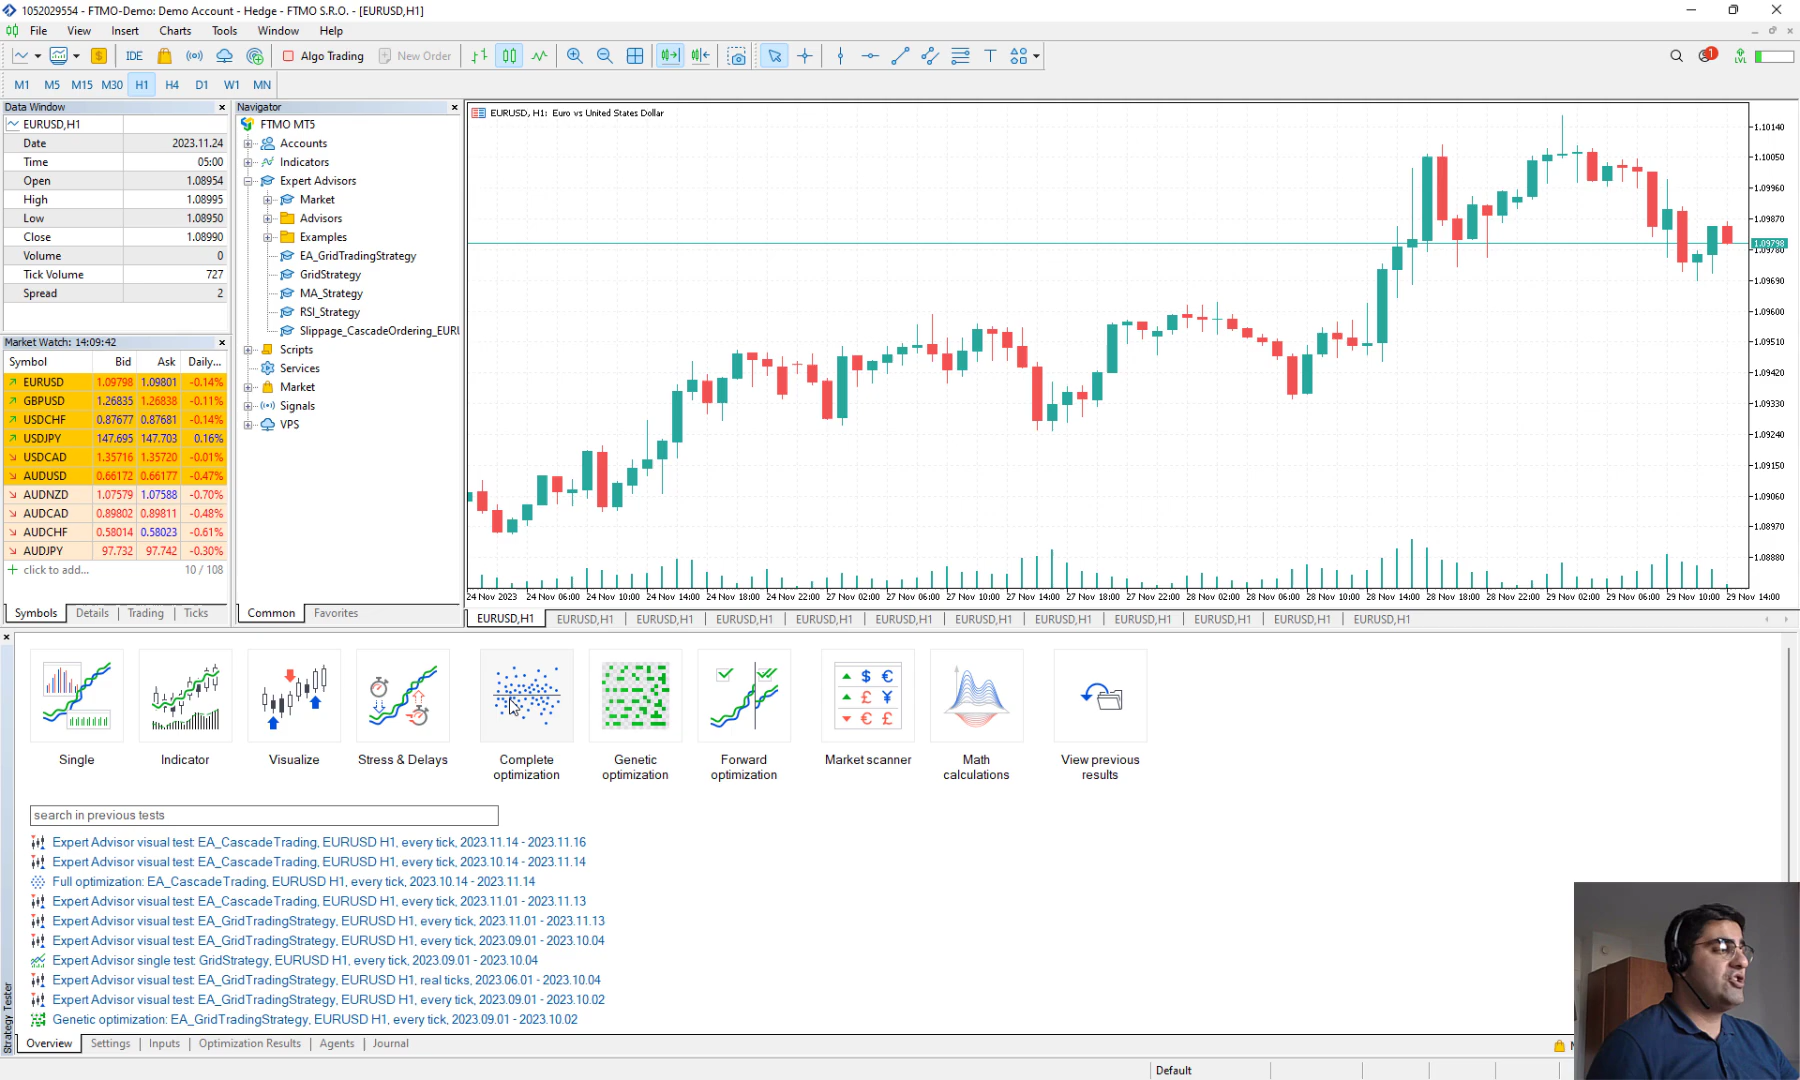 1052029554 - FTMO-Demo: Demo Account - Hedge - FTMO S.R.O. - [EURUSD,H1]
File View Insert Charts Tools Window Help
IDE Algo Trading New Order 1 LVL
M1 M5 M15 M30 H1 H4 D1 W1 MN
Data Window
EURUSD,H1
Date 2023.11.24
Time 05:00
Open 1.08954
High 1.08995
Low 1.08950
Close 1.08990
Volume 0
Tick Volume 727
Spread 2
Market Watch: 14:09:42
Symbol Bid Ask Daily...
EURUSD 1.09798 1.09801 -0.14%
GBPUSD 1.26835 1.26838 -0.11%
USDCHF 0.87677 0.87681 -0.14%
USDJPY 147.695 147.703 0.16%
USDCAD 1.35716 1.35720 -0.01%
AUDUSD 0.66172 0.66177 -0.47%
AUDNZD 1.07579 1.07588 -0.70%
AUDCAD 0.89802 0.89811 -0.48%
AUDCHF 0.58014 0.58023 -0.61%
AUDJPY 97.732 97.742 -0.30%
click to add... 10 / 108
Symbols Details Trading Ticks
Navigator
FTMO MT5
Accounts
Indicators
Expert Advisors
Market
Advisors
Examples
EA_GridTradingStrategy
GridStrategy
MA_Strategy
RSI_Strategy
Slippage_CascadeOrdering_EURU
Scripts
Services
Market
Signals
VPS
Common Favorites
EURUSD, H1: Euro vs United States Dollar
1.10140
1.10050
1.09960
1.09870
1.09798
1.09780
1.09690
1.09600
1.09510
1.09420
1.09330
1.09240
1.09150
1.09060
1.08970
1.08880
24 Nov 2023 24 Nov 06:00 24 Nov 10:00 24 Nov 14:00 24 Nov 18:00 24 Nov 22:00 27 Nov 02:00 27 Nov 06:00 27 Nov 10:00 27 Nov 14:00 27 Nov 18:00 27 Nov 22:00 28 Nov 02:00 28 Nov 06:00 28 Nov 10:00 28 Nov 14:00 28 Nov 18:00 28 Nov 22:00 29 Nov 02:00 29 Nov 06:00 29 Nov 10:00 29 Nov 14:00
EURUSD,H1 EURUSD,H1 EURUSD,H1 EURUSD,H1 EURUSD,H1 EURUSD,H1 EURUSD,H1 EURUSD,H1 EURUSD,H1 EURUSD,H1 EURUSD,H1 EURUSD,H1
Single Indicator Visualize Stress & Delays Complete optimization Genetic optimization Forward optimization Market scanner Math calculations View previous results
search in previous tests
Expert Advisor visual test: EA_CascadeTrading, EURUSD H1, every tick, 2023.11.14 - 2023.11.16
Expert Advisor visual test: EA_CascadeTrading, EURUSD H1, every tick, 2023.10.14 - 2023.11.14
Full optimization: EA_CascadeTrading, EURUSD H1, every tick, 2023.10.14 - 2023.11.14
Expert Advisor visual test: EA_CascadeTrading, EURUSD H1, every tick, 2023.11.01 - 2023.11.13
Expert Advisor visual test: EA_GridTradingStrategy, EURUSD H1, every tick, 2023.11.01 - 2023.11.13
Expert Advisor visual test: EA_GridTradingStrategy, EURUSD H1, every tick, 2023.09.01 - 2023.10.04
Expert Advisor single test: GridStrategy, EURUSD H1, every tick, 2023.09.01 - 2023.10.04
Expert Advisor visual test: EA_GridTradingStrategy, EURUSD H1, real ticks, 2023.06.01 - 2023.10.04
Expert Advisor visual test: EA_GridTradingStrategy, EURUSD H1, every tick, 2023.09.01 - 2023.10.02
Genetic optimization: EA_GridTradingStrategy, EURUSD H1, every tick, 2023.09.01 - 2023.10.02
Strategy Tester
Overview Settings Inputs Optimization Results Agents Journal
Default